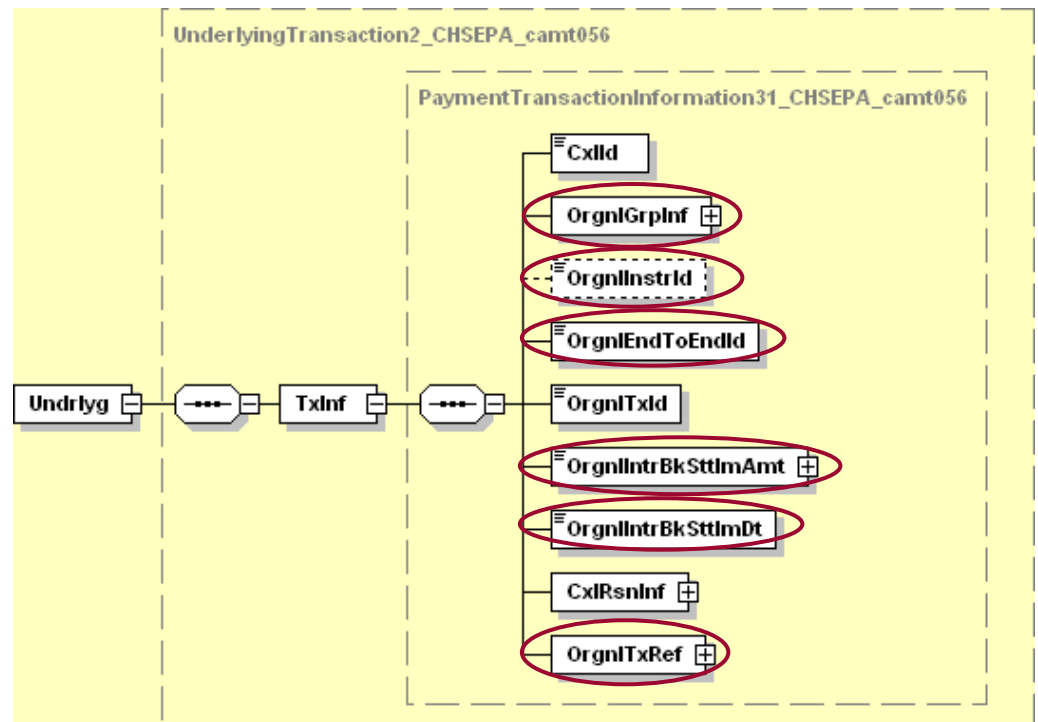 UnderlyingTransaction2_CHSEPA_camt056
PaymentTransactionInformation31_CHSEPA_camt056
CxlId
OrgnlGrpInf
OrgnlInstrId
OrgnlEndToEndId
Undrlyg
TxInf
OrgnlTxId
OrgnlIntrBkSttlmAmt
OrgnlIntrBkSttlmDt
CxlRsnInf
OrgnlTxRef